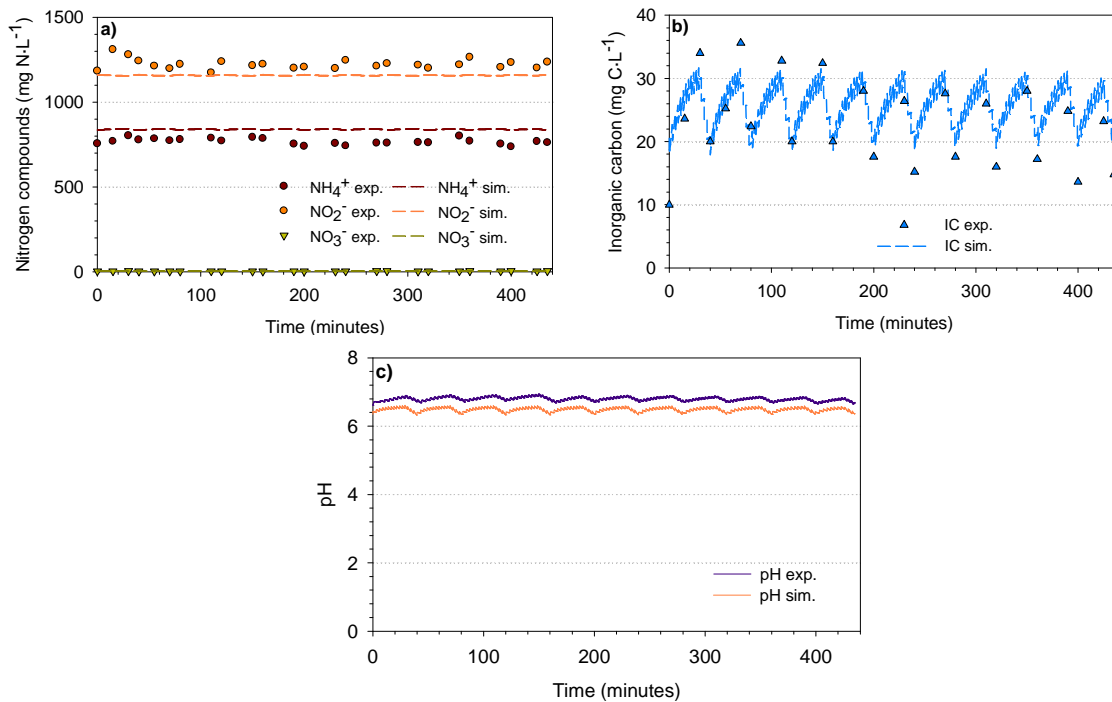 a)
Nitrogen compounds (mg N·L⁻¹)
1500
1000
500
0
NH₄⁺ exp. NH₄⁺ sim.
NO₂⁻ exp. NO₂⁻ sim.
NO₃⁻ exp. NO₃⁻ sim.
0 100 200 300 400
Time (minutes)
b)
Inorganic carbon (mg C·L⁻¹)
40
30
20
10
0
IC exp.
IC sim.
0 100 200 300 400
Time (minutes)
c)
pH
8
6
4
2
0
pH exp.
pH sim.
0 100 200 300 400
Time (minutes)